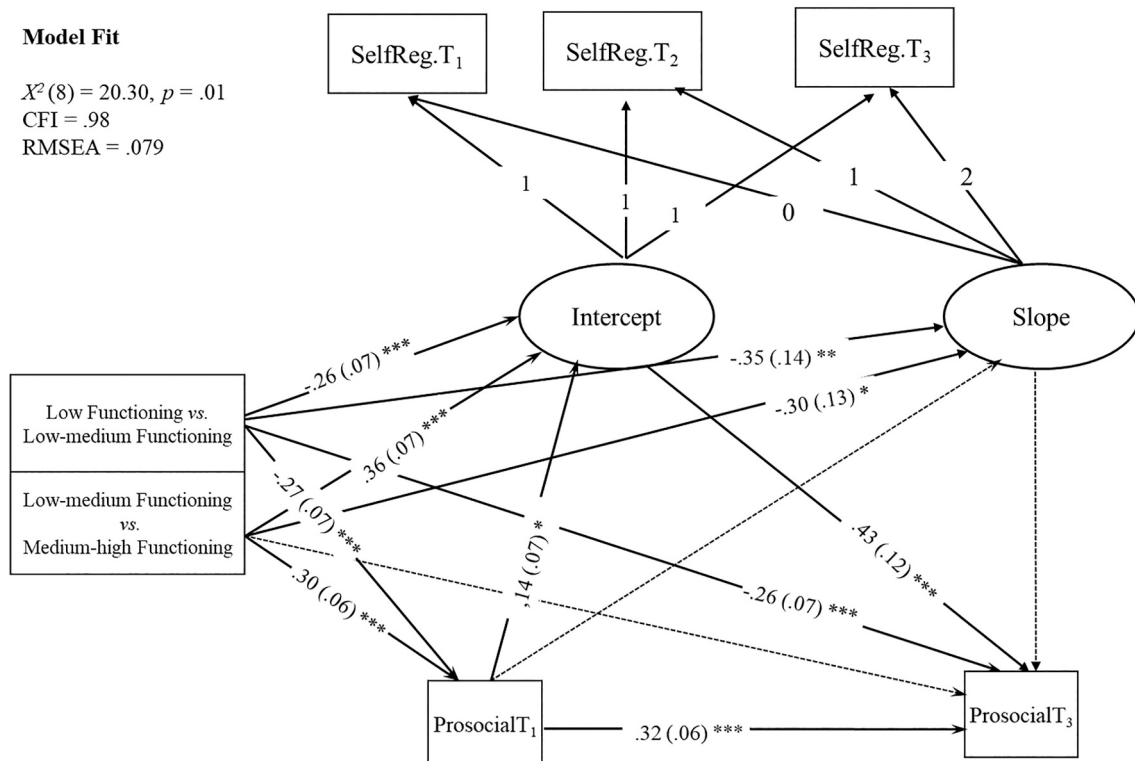 Model Fit
X² (8) = 20.30, p = .01
CFI = .98
RMSEA = .079
SelfReg.T₁
SelfReg.T₂
SelfReg.T₃
1
1
1
0
1
2
Intercept
Slope
-.26 (.07) ***
-.35 (.14) **
-.30 (.13) *
.36 (.07) ***
Low Functioning vs.
Low-medium Functioning
Low-medium Functioning
vs.
Medium-high Functioning
-.27 (.07) ***
.30 (.06) ***
,14 (.07) *
.43 (.12) ***
-.26 (.07) ***
ProsocialT₁
.32 (.06) ***
ProsocialT₃